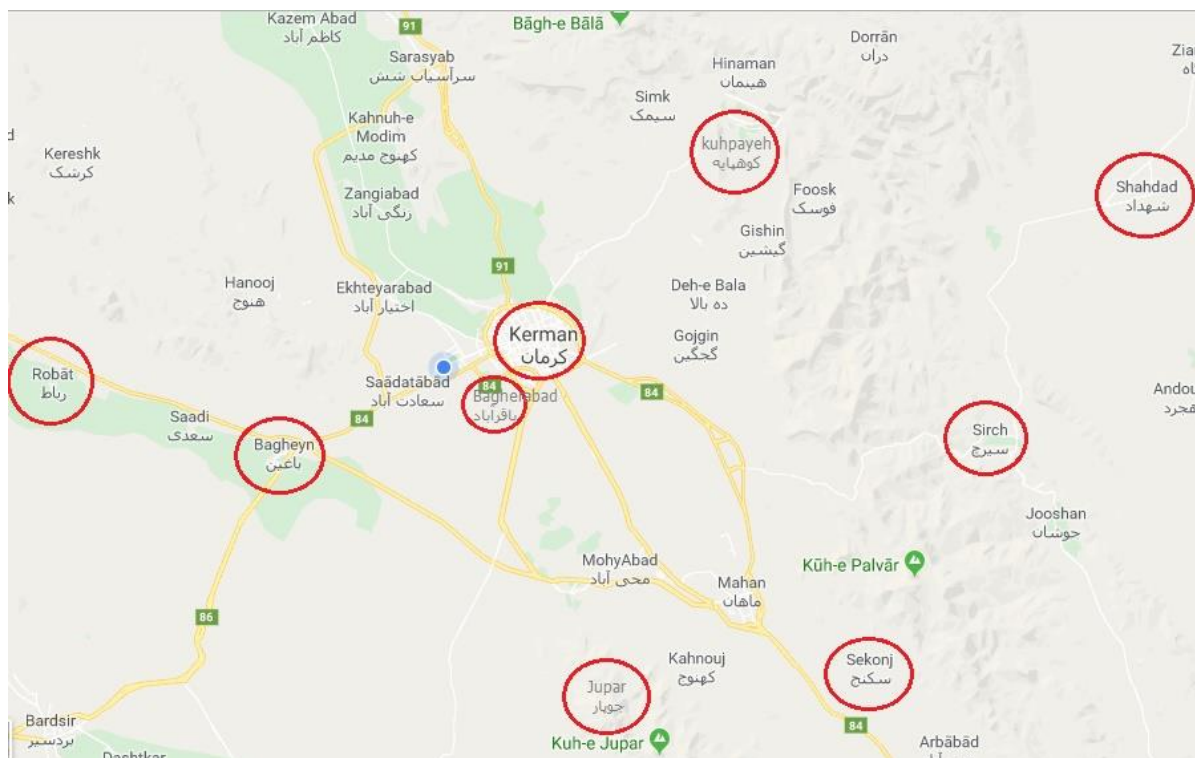 Kazem Abad
کاظم آباد
91
Bāgh-e Bālā
Dorrān
دران
Sarasyab
سرآسیاب شش
Hinaman
هینمان
Simk
سیمک
Kahnuh-e
Modim
کهنوج مدیم
Kereshk
کرشک
kuhpayeh
کوهپایه
Shahdad
شهداد
Zangiabad
زنگی آباد
Foosk
فوسک
Gishin
گیشین
91
Hanooj
هنوج
Ekhteyarabad
اختیار آباد
Deh-e Bala
ده بالا
Kerman
کرمان
Gojgin
گجگین
Robāt
رباط
Saādatābād
سعادت آباد
84
Bagherabad
باقراباد
84
Saadi
سعدی
84
Bagheyn
باغین
Sirch
سیرچ
Jooshan
جوشان
MohyAbad
محی آباد
Kūh-e Palvār
Mahan
ماهان
86
Kahnouj
کهنوج
Sekonj
سکنج
Jupar
جوپار
Bardsir
بردسیر
84
Kuh-e Jupar
Arbābād